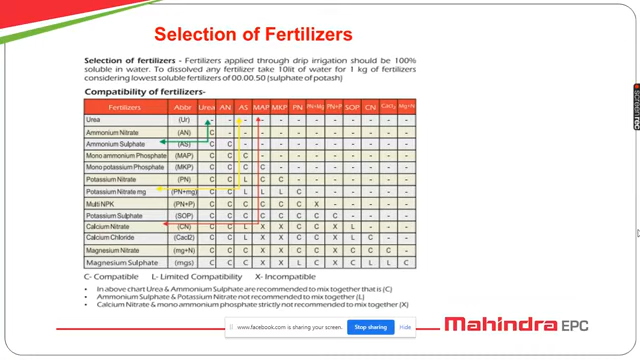 Selection of Fertilizers
Selection of fertilizers - Fertilizers applied through drip irrigation should be 100%
soluble in water. To dissolved any fertilizer take 10lit of water for 1 kg of fertilizers
considering lowest soluble fertilizers of 00.00.50 (sulphate of potash)
Compatibility of fertilizers-
Fertilizers Abbr Urea AN AS MAP MKP PN PN+Mg PN+P SOP CN CaCl2 Mg+N
Urea (Ur) - - - - - - - - - - - -
Ammonium Nitrate (AN) C - - - - - - - - - - -
Ammonium Sulphate (AS) C C - - - - - - - - - -
Mono ammonium Phosphate (MAP) C C C - - - - - - - - -
Mono potassium Phosphate (MKP) C C C C - - - - - - - -
Potassium Nitrate (PN) C C L C C - - - - - - -
Potassium Nitrate mg (PN+mg) C C L L L C - - - - - -
Multi NPK (PN+P) C C C C C C X - - - - -
Potassium Sulphate (SOP) C C C C C C C C - - - -
Calcium Nitrate (CN) C C L X X C C X L - - -
Calcium Chloride (Cacl2) C C L X X C C X L C - -
Magnesium Nitrate (mg+N) C C C X X C C X C C C -
Magnesium Sulphate (mgs) C C C X X L C X C L L C
C- Compatible L- Limited Compatibility X- Incompatible
• In above chart Urea & Ammonium Sulphate are recommended to mix together that is (C)
• Ammonium Sulphate & Potassium Nitrate not recommended to mix together (L)
• Calcium Nitrate & mono ammonium phosphate strictly not recommended to mix together (X)
www.facebook.com is sharing your screen. Stop sharing Hide
Mahindra EPC
screenrec